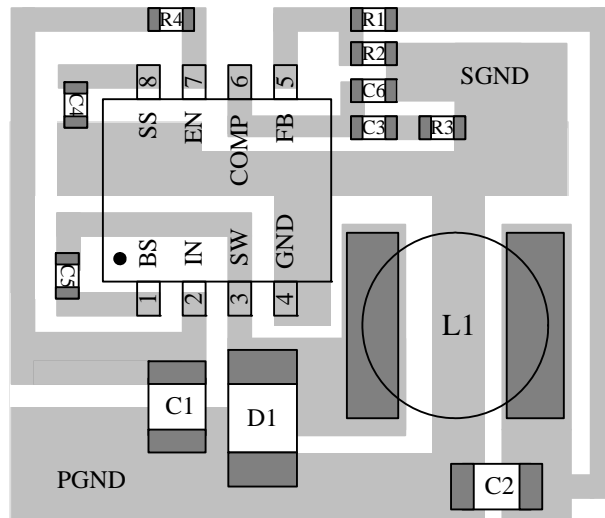 R4
R1
R2
SGND
C4
8
7
6
5
C6
SS
EN
COMP
FB
C3
R3
C5
BS
IN
SW
GND
1
2
3
4
L1
C1
D1
PGND
C2